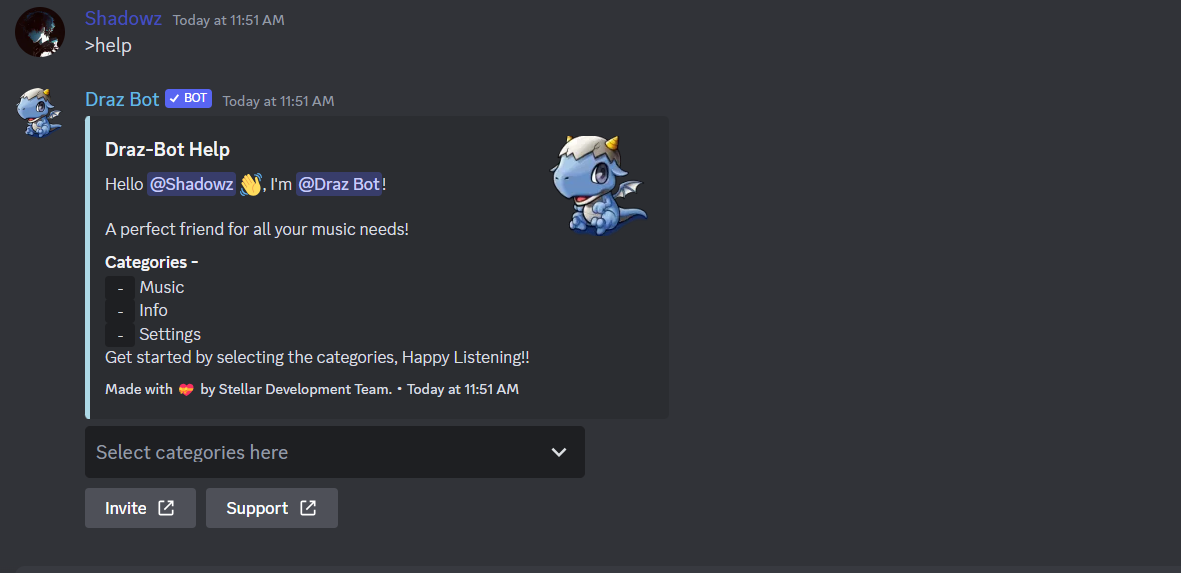 Shadowz Today at 11:51 AM
>help
Draz Bot ✓ BOT Today at 11:51 AM
Draz-Bot Help
Hello @Shadowz 👋, I'm @Draz Bot!
A perfect friend for all your music needs!
Categories -
- Music
- Info
- Settings
Get started by selecting the categories, Happy Listening!!
Made with 💝 by Stellar Development Team. • Today at 11:51 AM
Select categories here
Invite Support